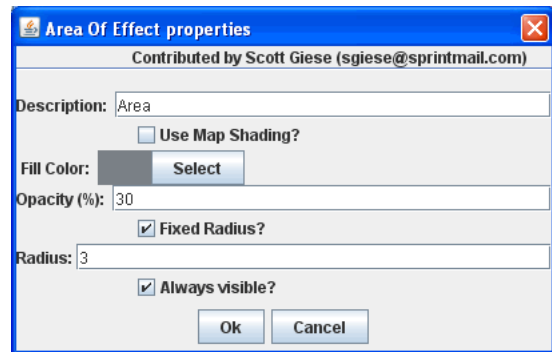 Area Of Effect properties
Contributed by Scott Giese (sgiese@sprintmail.com)
Description: Area
Use Map Shading?
Fill Color: Select
Opacity (%): 30
Fixed Radius?
Radius: 3
Always visible?
Ok Cancel